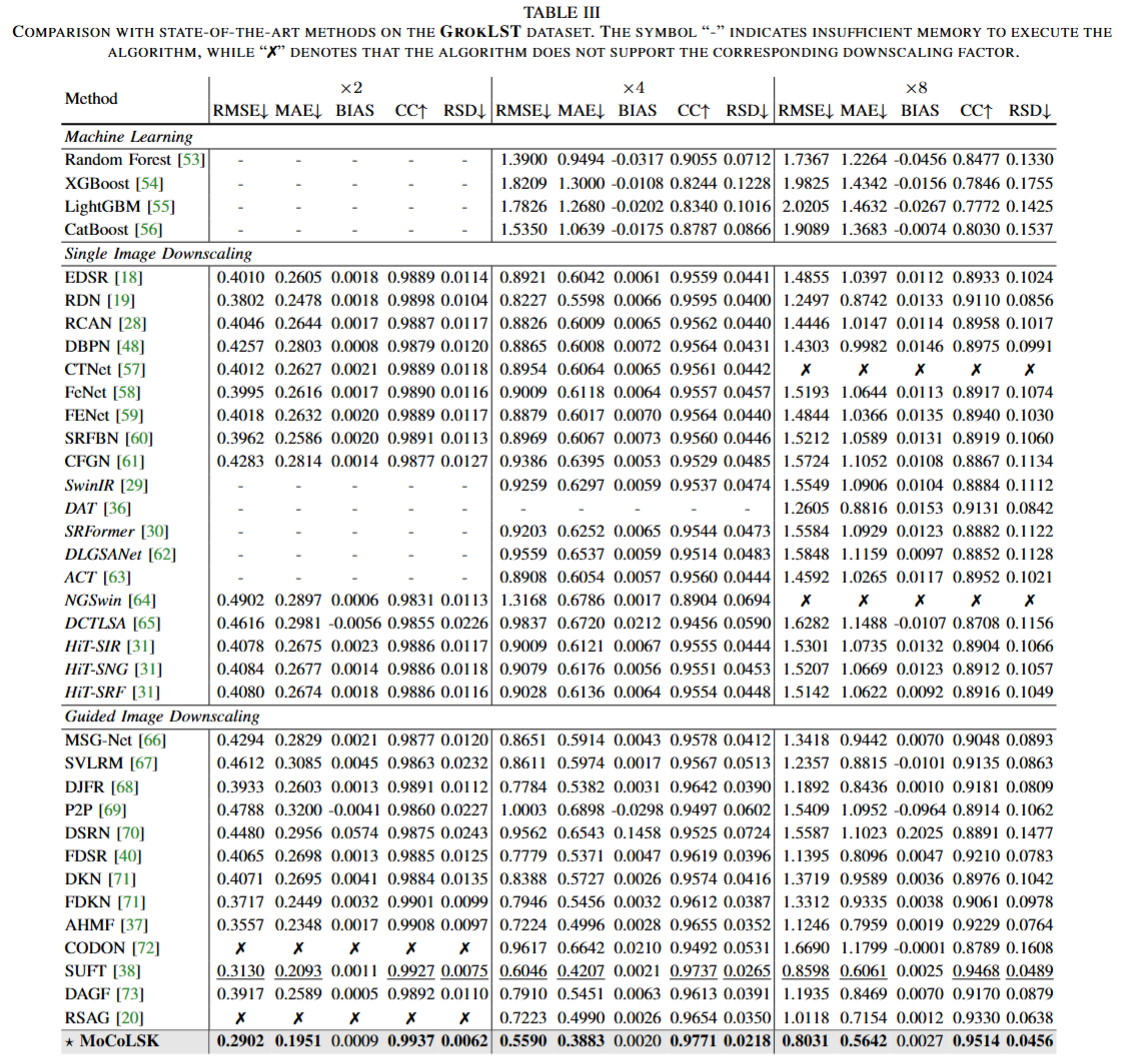 TABLE III
COMPARISON WITH STATE-OF-THE-ART METHODS ON THE GROKLST DATASET. THE SYMBOL “-” INDICATES INSUFFICIENT MEMORY TO EXECUTE THE
ALGORITHM, WHILE “✗” DENOTES THAT THE ALGORITHM DOES NOT SUPPORT THE CORRESPONDING DOWNSCALING FACTOR.
Method ×2 ×4 ×8
RMSE↓ MAE↓ BIAS CC↑ RSD↓ RMSE↓ MAE↓ BIAS CC↑ RSD↓ RMSE↓ MAE↓ BIAS CC↑ RSD↓
Machine Learning
Random Forest [53] - - - - - 1.3900 0.9494 -0.0317 0.9055 0.0712 1.7367 1.2264 -0.0456 0.8477 0.1330
XGBoost [54] - - - - - 1.8209 1.3000 -0.0108 0.8244 0.1228 1.9825 1.4342 -0.0156 0.7846 0.1755
LightGBM [55] - - - - - 1.7826 1.2680 -0.0202 0.8340 0.1016 2.0205 1.4632 -0.0267 0.7772 0.1425
CatBoost [56] - - - - - 1.5350 1.0639 -0.0175 0.8787 0.0866 1.9089 1.3683 -0.0074 0.8030 0.1537
Single Image Downscaling
EDSR [18] 0.4010 0.2605 0.0018 0.9889 0.0114 0.8921 0.6042 0.0061 0.9559 0.0441 1.4855 1.0397 0.0112 0.8933 0.1024
RDN [19] 0.3802 0.2478 0.0018 0.9898 0.0104 0.8227 0.5598 0.0066 0.9595 0.0400 1.2497 0.8742 0.0133 0.9110 0.0856
RCAN [28] 0.4046 0.2644 0.0017 0.9887 0.0117 0.8826 0.6009 0.0065 0.9562 0.0440 1.4446 1.0147 0.0114 0.8958 0.1017
DBPN [48] 0.4257 0.2803 0.0008 0.9879 0.0120 0.8865 0.6008 0.0072 0.9564 0.0431 1.4303 0.9982 0.0146 0.8975 0.0991
CTNet [57] 0.4012 0.2627 0.0021 0.9889 0.0118 0.8954 0.6064 0.0065 0.9561 0.0442 ✗ ✗ ✗ ✗ ✗
FeNet [58] 0.3995 0.2616 0.0017 0.9890 0.0116 0.9009 0.6118 0.0064 0.9557 0.0457 1.5193 1.0644 0.0113 0.8917 0.1074
FENet [59] 0.4018 0.2632 0.0020 0.9889 0.0117 0.8879 0.6017 0.0070 0.9564 0.0440 1.4844 1.0366 0.0135 0.8940 0.1030
SRFBN [60] 0.3962 0.2586 0.0020 0.9891 0.0113 0.8969 0.6067 0.0073 0.9560 0.0446 1.5212 1.0589 0.0131 0.8919 0.1060
CFGN [61] 0.4283 0.2814 0.0014 0.9877 0.0127 0.9386 0.6395 0.0053 0.9529 0.0485 1.5724 1.1052 0.0108 0.8867 0.1134
SwinIR [29] - - - - - 0.9259 0.6297 0.0059 0.9537 0.0474 1.5549 1.0906 0.0104 0.8884 0.1112
DAT [36] - - - - - - - - - - 1.2605 0.8816 0.0153 0.9131 0.0842
SRFormer [30] - - - - - 0.9203 0.6252 0.0065 0.9544 0.0473 1.5584 1.0929 0.0123 0.8882 0.1122
DLGSANet [62] - - - - - 0.9559 0.6537 0.0059 0.9514 0.0483 1.5848 1.1159 0.0097 0.8852 0.1128
ACT [63] - - - - - 0.8908 0.6054 0.0057 0.9560 0.0444 1.4592 1.0265 0.0117 0.8952 0.1021
NGSwin [64] 0.4902 0.2897 0.0006 0.9831 0.0113 1.3168 0.6786 0.0017 0.8904 0.0694 ✗ ✗ ✗ ✗ ✗
DCTLSA [65] 0.4616 0.2981 -0.0056 0.9855 0.0226 0.9837 0.6720 0.0212 0.9456 0.0590 1.6282 1.1488 -0.0107 0.8708 0.1156
HiT-SIR [31] 0.4078 0.2675 0.0023 0.9886 0.0117 0.9009 0.6121 0.0067 0.9555 0.0444 1.5301 1.0735 0.0132 0.8904 0.1066
HiT-SNG [31] 0.4084 0.2677 0.0014 0.9886 0.0118 0.9079 0.6176 0.0056 0.9551 0.0453 1.5207 1.0669 0.0123 0.8912 0.1057
HiT-SRF [31] 0.4080 0.2674 0.0018 0.9886 0.0116 0.9028 0.6136 0.0064 0.9554 0.0448 1.5142 1.0622 0.0092 0.8916 0.1049
Guided Image Downscaling
MSG-Net [66] 0.4294 0.2829 0.0021 0.9877 0.0120 0.8651 0.5914 0.0043 0.9578 0.0412 1.3418 0.9442 0.0070 0.9048 0.0893
SVLRM [67] 0.4612 0.3085 0.0045 0.9863 0.0232 0.8611 0.5974 0.0017 0.9567 0.0513 1.2357 0.8815 -0.0101 0.9135 0.0863
DJFR [68] 0.3933 0.2603 0.0013 0.9891 0.0112 0.7784 0.5382 0.0031 0.9642 0.0390 1.1892 0.8436 0.0010 0.9181 0.0809
P2P [69] 0.4788 0.3200 -0.0041 0.9860 0.0227 1.0003 0.6898 -0.0298 0.9497 0.0602 1.5409 1.0952 -0.0964 0.8914 0.1062
DSRN [70] 0.4480 0.2956 0.0574 0.9875 0.0243 0.9562 0.6543 0.1458 0.9525 0.0724 1.5587 1.1023 0.2025 0.8891 0.1477
FDSR [40] 0.4065 0.2698 0.0013 0.9885 0.0125 0.7779 0.5371 0.0047 0.9619 0.0396 1.1395 0.8096 0.0047 0.9210 0.0783
DKN [71] 0.4071 0.2695 0.0041 0.9884 0.0135 0.8388 0.5727 0.0026 0.9574 0.0416 1.3719 0.9589 0.0036 0.8976 0.1042
FDKN [71] 0.3717 0.2449 0.0032 0.9901 0.0099 0.7946 0.5456 0.0032 0.9612 0.0387 1.3312 0.9335 0.0038 0.9061 0.0978
AHMF [37] 0.3557 0.2348 0.0017 0.9908 0.0097 0.7224 0.4996 0.0028 0.9655 0.0352 1.1246 0.7959 0.0019 0.9229 0.0764
CODON [72] ✗ ✗ ✗ ✗ ✗ 0.9617 0.6642 0.0210 0.9492 0.0531 1.6690 1.1799 -0.0001 0.8789 0.1608
SUFT [38] 0.3130 0.2093 0.0011 0.9927 0.0075 0.6046 0.4207 0.0021 0.9737 0.0265 0.8598 0.6061 0.0025 0.9468 0.0489
DAGF [73] 0.3917 0.2589 0.0005 0.9892 0.0110 0.7910 0.5451 0.0063 0.9613 0.0391 1.1935 0.8469 0.0070 0.9170 0.0879
RSAG [20] ✗ ✗ ✗ ✗ ✗ 0.7223 0.4990 0.0026 0.9654 0.0350 1.0118 0.7154 0.0012 0.9330 0.0638
⋆ MoCoLSK 0.2902 0.1951 0.0009 0.9937 0.0062 0.5590 0.3883 0.0020 0.9771 0.0218 0.8031 0.5642 0.0027 0.9514 0.0456